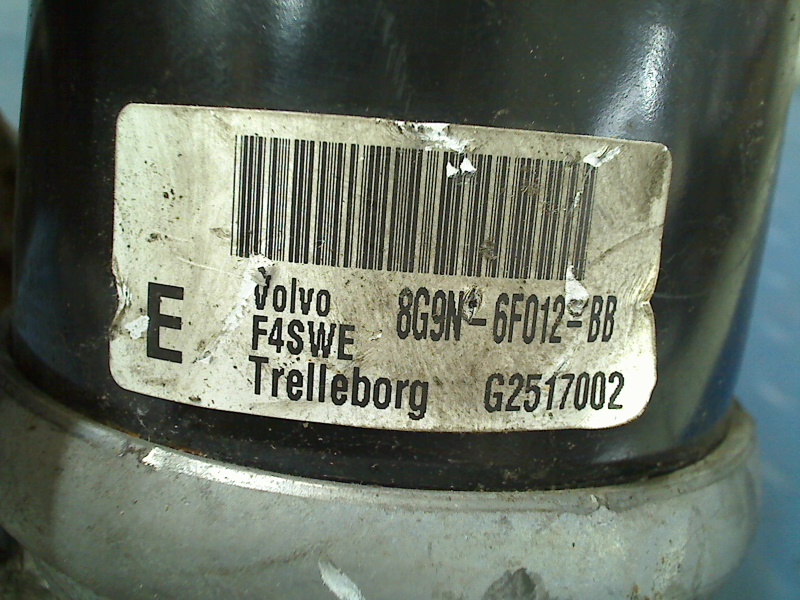 E
Volvo 8G9N-6F012-BB
F4SWE
Trelleborg G2517002